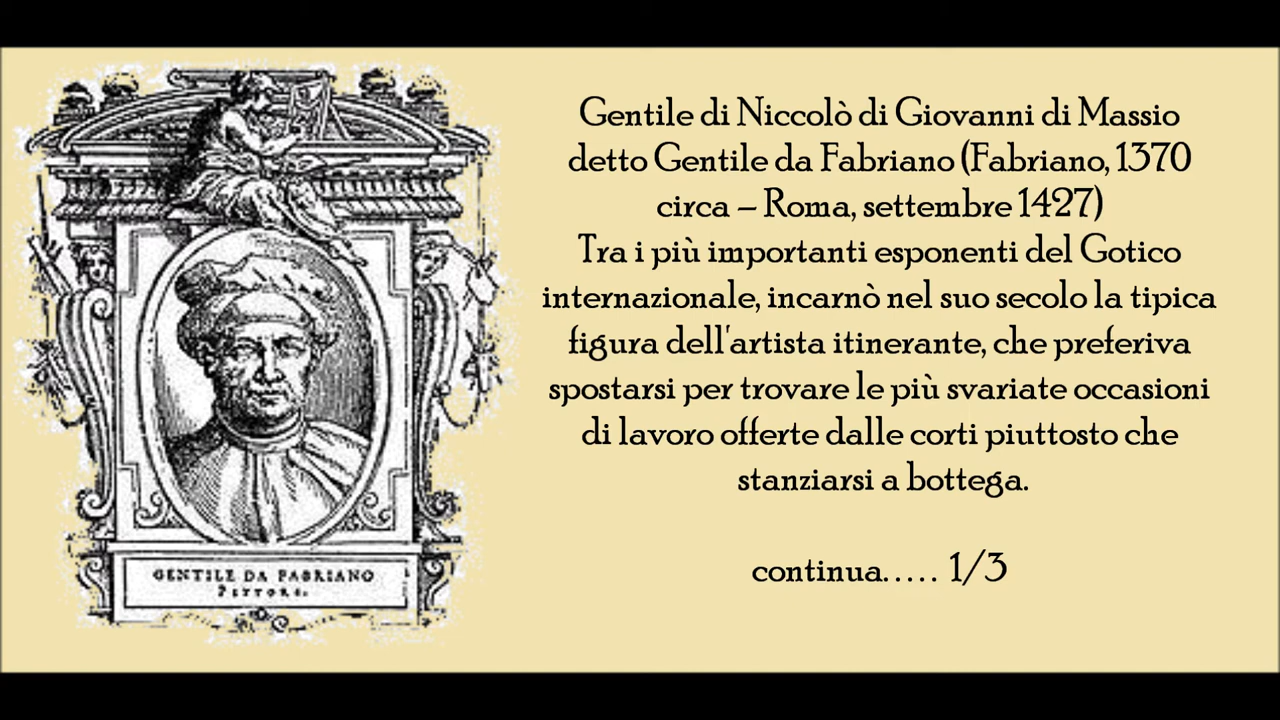 Gentile di Niccolò di Giovanni di Massio
detto Gentile da Fabriano (Fabriano, 1370
circa – Roma, settembre 1427)
Tra i più importanti esponenti del Gotico
internazionale, incarnò nel suo secolo la tipica
figura dell'artista itinerante, che preferiva
spostarsi per trovare le più svariate occasioni
di lavoro offerte dalle corti piuttosto che
stanziarsi a bottega.
continua..... 1/3
GENTILE DA FABRIANO
PITTORE.